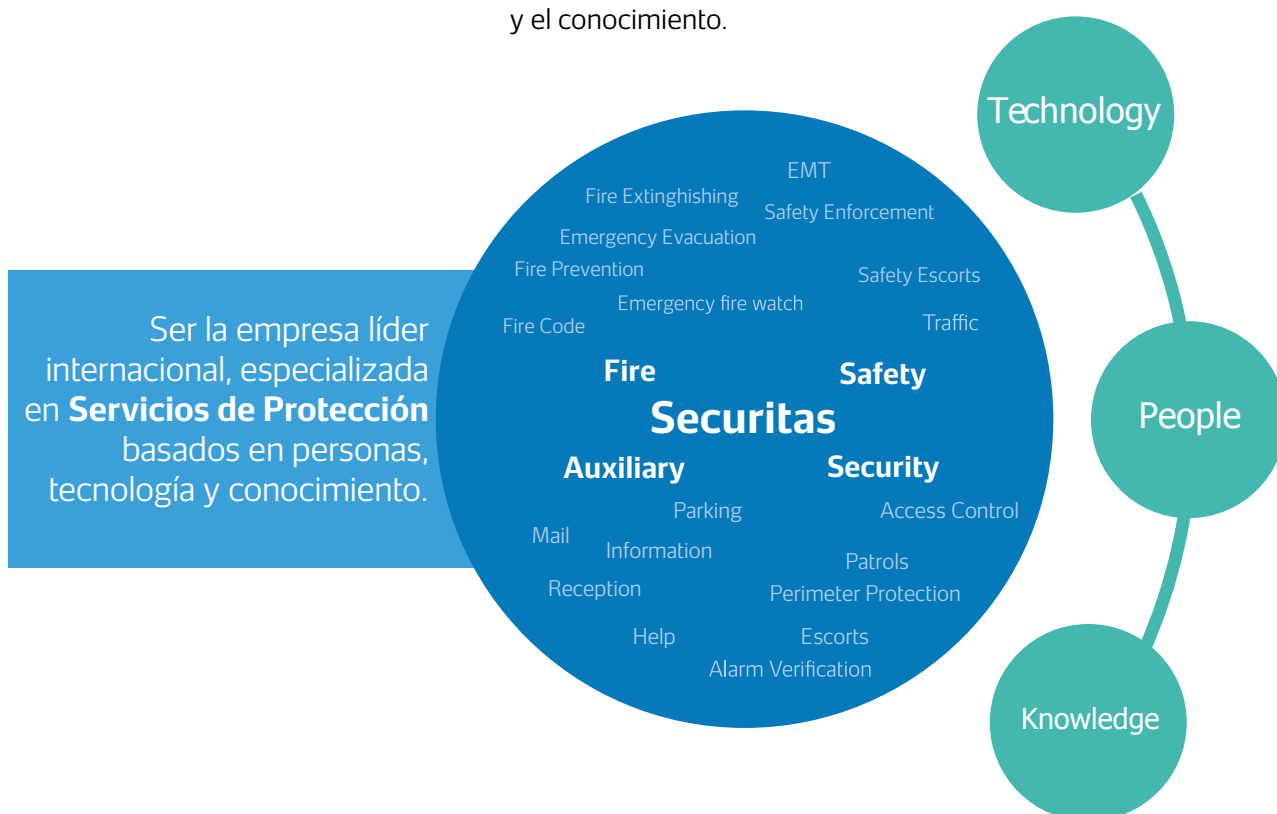 y el conocimiento.
Technology
EMT
Fire Extinghishing
Safety Enforcement
Emergency Evacuation
Fire Prevention
Safety Escorts
Emergency fire watch
Fire Code
Traffic
Ser la empresa líder
internacional, especializada
en Servicios de Protección
basados en personas,
tecnología y conocimiento.
Fire
Safety
Securitas
Auxiliary
Security
People
Parking
Access Control
Mail
Information
Patrols
Reception
Perimeter Protection
Help
Escorts
Alarm Verification
Knowledge